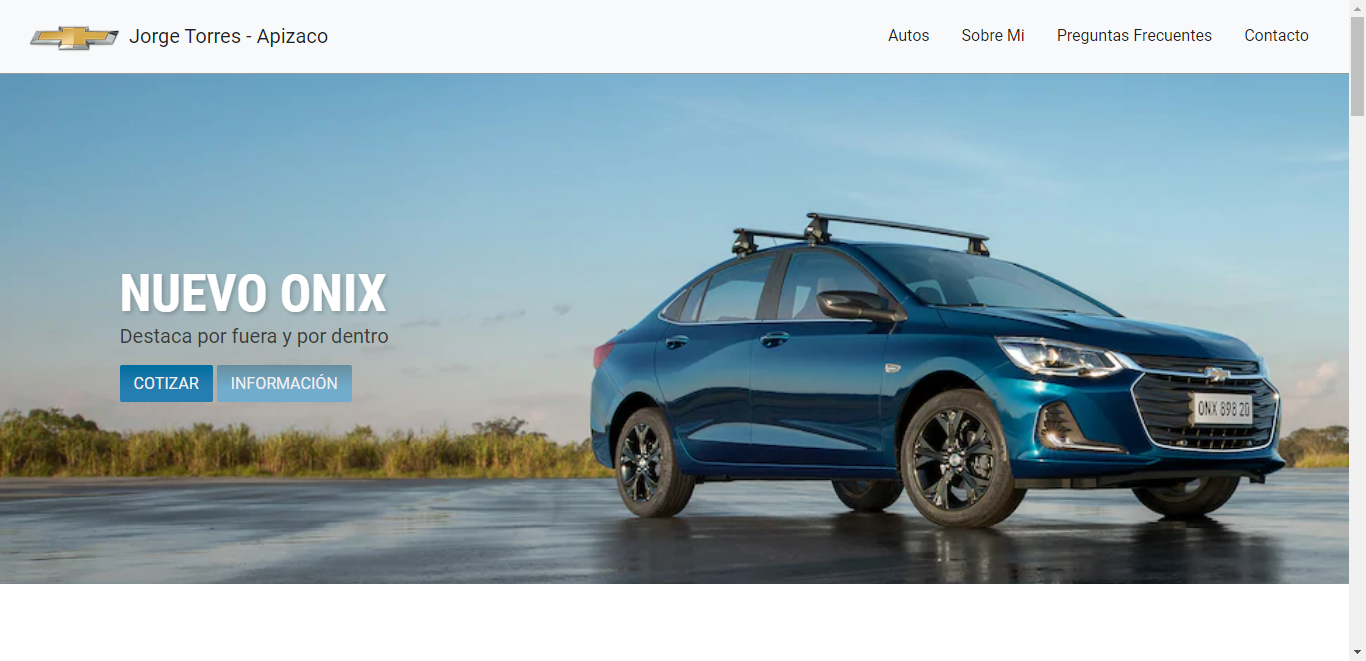 Jorge Torres - Apizaco
Autos
Sobre Mi
Preguntas Frecuentes
Contacto
NUEVO ONIX
Destaca por fuera y por dentro
COTIZAR
INFORMACIÓN
ONX 898 20